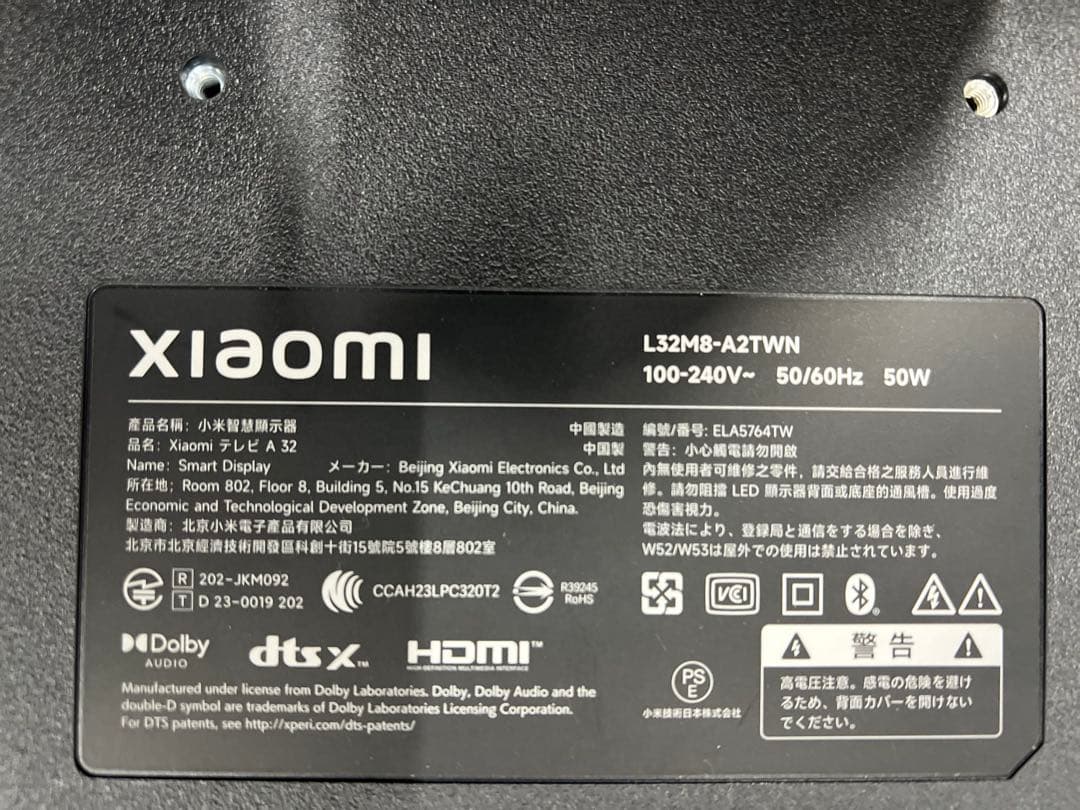 xiaomi
L32M8-A2TWN
100-240V~ 50/60Hz 50W
產品名稱：小米智慧顯示器
中國製造
品名：Xiaomi テレビ A 32
中国製
Name: Smart Display
メーカー：Beijing Xiaomi Electronics Co., Ltd
所在地：Room 802, Floor 8, Building 5, No.15 KeChuang 10th Road, Beijing
Economic and Technological Development Zone, Beijing City, China.
製造商：北京小米電子產品有限公司
北京市北京經濟技術開發區科創十街15號院5號樓8層802室
編號/番号: ELA5764TW
警告：小心觸電請勿開啟
內無使用者可維修之零件，請交給合格之服務人員進行維
修。請勿阻擋 LED 顯示器背面或底座的通風槽。使用過度
恐傷害視力。
電波法により、登録局と通信をする場合を除き、
W52/W53は屋外での使用は禁止されています。
R 202-JKM092
T D 23-0019 202
CCAH23LPC320T2
R39245
RoHS
VCCI
Dolby
AUDIO
dts X™
HDMI™
HIGH-DEFINITION MULTIMEDIA INTERFACE
Manufactured under license from Dolby Laboratories. Dolby, Dolby Audio and the
double-D symbol are trademarks of Dolby Laboratories Licensing Corporation.
For DTS patents, see http://xperi.com/dts-patents/
PS
E
小米技術日本株式会社
警告
高電圧注意。感電の危険を避け
るため、背面カバーを開けない
でください。